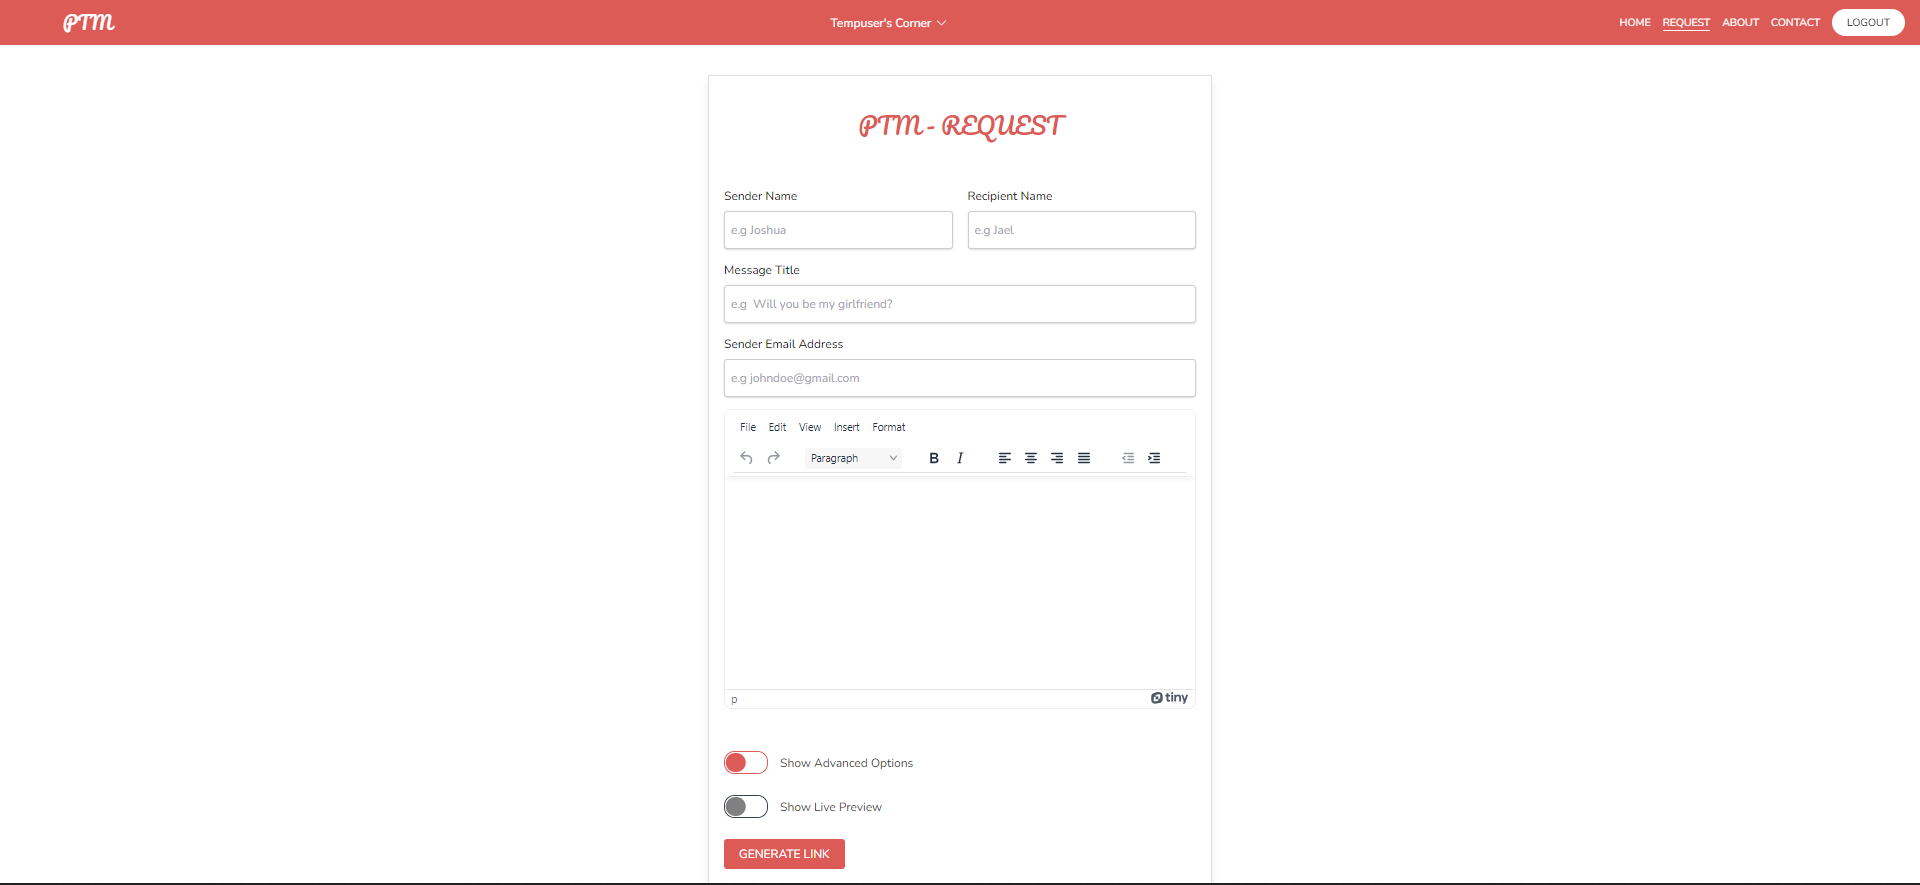 PTM
Tempuser's Corner
HOME REQUEST ABOUT CONTACT LOGOUT
PTM - REQUEST
Sender Name Recipient Name
e.g Joshua e.g Jael
Message Title
e.g Will you be my girlfriend?
Sender Email Address
e.g johndoe@gmail.com
File Edit View Insert Format
Paragraph B I
p tiny
Show Advanced Options
Show Live Preview
GENERATE LINK